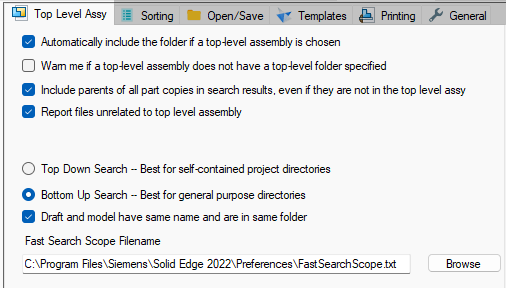 Top Level Assy Sorting Open/Save Templates Printing General
Automatically include the folder if a top-level assembly is chosen
Warn me if a top-level assembly does not have a top-level folder specified
Include parents of all part copies in search results, even if they are not in the top level assy
Report files unrelated to top level assembly
Top Down Search -- Best for self-contained project directories
Bottom Up Search -- Best for general purpose directories
Draft and model have same name and are in same folder
Fast Search Scope Filename
C:\Program Files\Siemens\Solid Edge 2022\Preferences\FastSearchScope.txt Browse